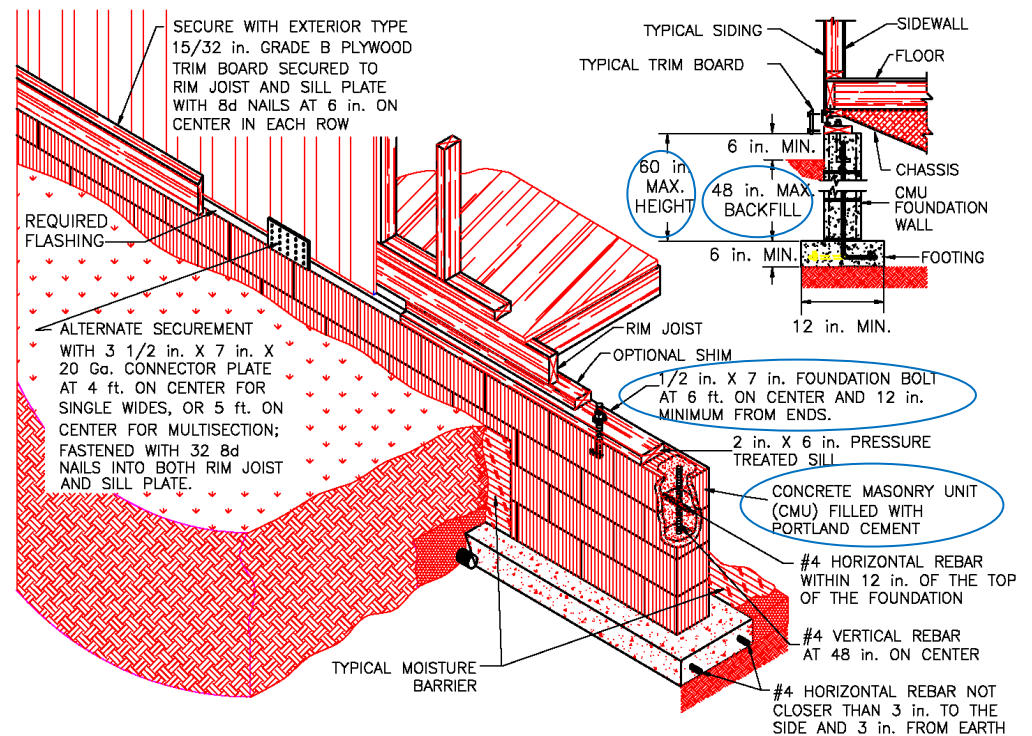 SECURE WITH EXTERIOR TYPE
15/32 in. GRADE B PLYWOOD
TRIM BOARD SECURED TO
RIM JOIST AND SILL PLATE
WITH 8d NAILS AT 6 in. ON
CENTER IN EACH ROW
TYPICAL SIDING
SIDEWALL
FLOOR
TYPICAL TRIM BOARD
6 in. MIN.
60 in.
MAX.
HEIGHT
48 in. MAX.
BACKFILL
CHASSIS
CMU
FOUNDATION
WALL
6 in. MIN.
FOOTING
12 in. MIN.
REQUIRED
FLASHING
ALTERNATE SECUREMENT
WITH 3 1/2 in. X 7 in. X
20 Ga. CONNECTOR PLATE
AT 4 ft. ON CENTER FOR
SINGLE WIDES, OR 5 ft. ON
CENTER FOR MULTISECTION;
FASTENED WITH 32 8d
NAILS INTO BOTH RIM JOIST
AND SILL PLATE.
RIM JOIST
OPTIONAL SHIM
1/2 in. X 7 in. FOUNDATION BOLT
AT 6 ft. ON CENTER AND 12 in.
MINIMUM FROM ENDS.
2 in. X 6 in. PRESSURE
TREATED SILL
CONCRETE MASONRY UNIT
(CMU) FILLED WITH
PORTLAND CEMENT
#4 HORIZONTAL REBAR
WITHIN 12 in. OF THE TOP
OF THE FOUNDATION
#4 VERTICAL REBAR
AT 48 in. ON CENTER
TYPICAL MOISTURE
BARRIER
#4 HORIZONTAL REBAR NOT
CLOSER THAN 3 in. TO THE
SIDE AND 3 in. FROM EARTH